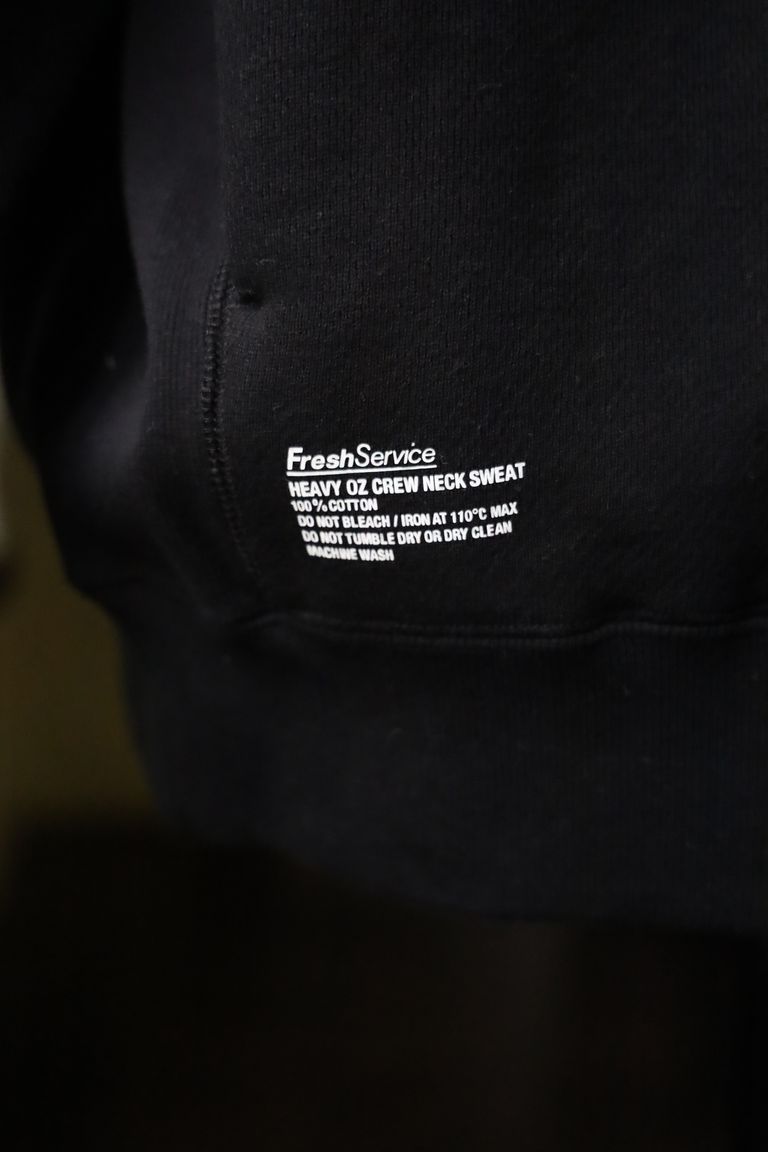 FreshService
HEAVY OZ CREW NECK SWEAT
100% COTTON
DO NOT BLEACH / IRON AT 110°C MAX
DO NOT TUMBLE DRY OR DRY CLEAN
MACHINE WASH